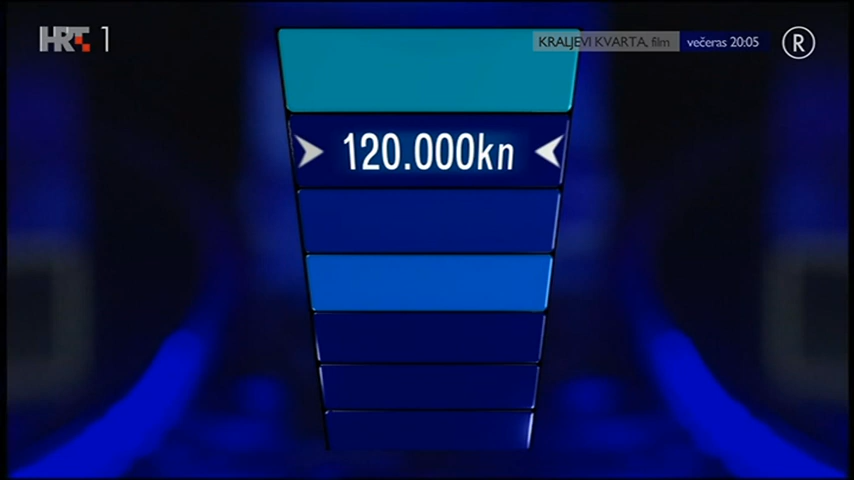 HRT 1
KRALJEVI KVARTA, film večeras 20:05
R
120.000kn